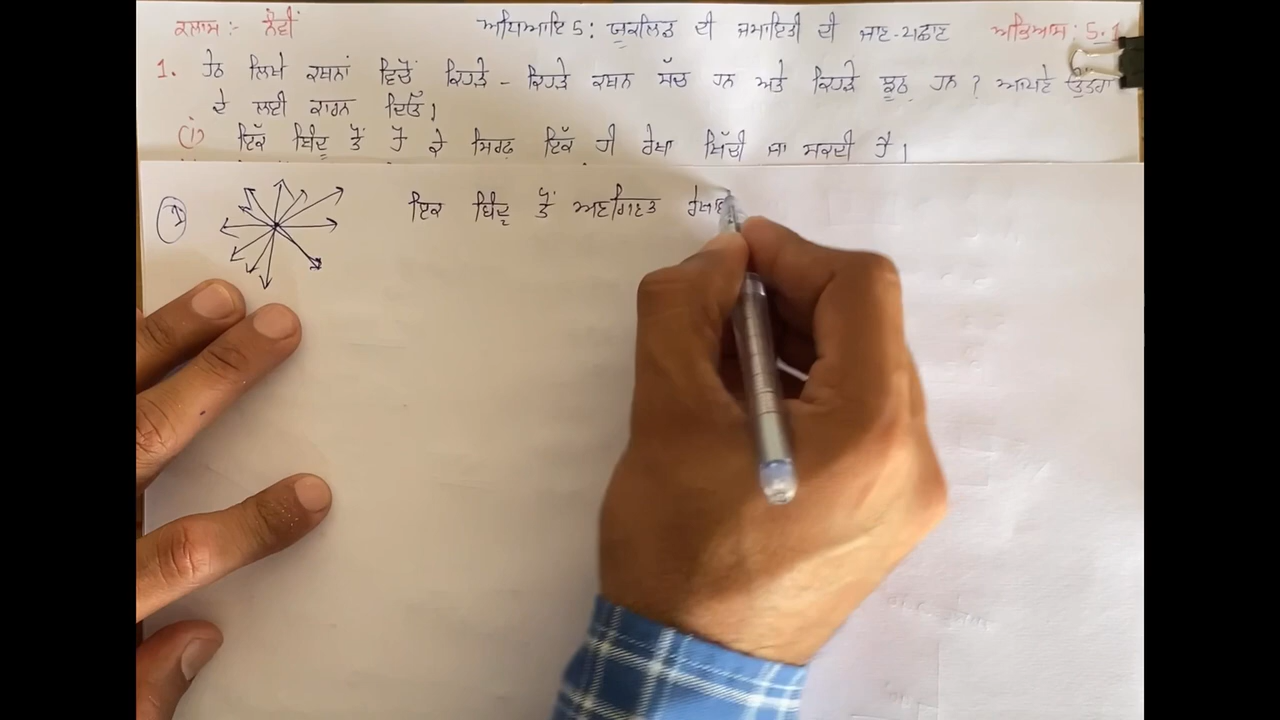 ਕਲਾਸ :- ਨੌਵੀਂ ਅਧਿਆਇ 5 : ਯੂਕਲਿਡ ਦੀ ਜਮਾਇਤੀ ਦੀ ਜਾਣ-ਪਛਾਣ ਅਭਿਆਸ : 5.1
1. ਹੇਠ ਲਿਖੇ ਕਥਨਾਂ ਵਿਚੋਂ ਕਿਹੜੇ - ਕਿਹੜੇ ਕਥਨ ਸੱਚ ਹਨ ਅਤੇ ਕਿਹੜੇ ਝੂਠ ਹਨ ? ਆਪਣੇ ਉੱਤਰਾਂ
ਦੇ ਲਈ ਕਾਰਨ ਦਿਓ।
(i) ਇੱਕ ਬਿੰਦੂ ਤੋਂ ਹੋ ਕੇ ਸਿਰਫ਼ ਇੱਕ ਹੀ ਰੇਖਾ ਖਿੱਚੀ ਜਾ ਸਕਦੀ ਹੈ।
ਇਕ ਬਿੰਦੂ ਤੋਂ ਅਣਗਿਣਤ